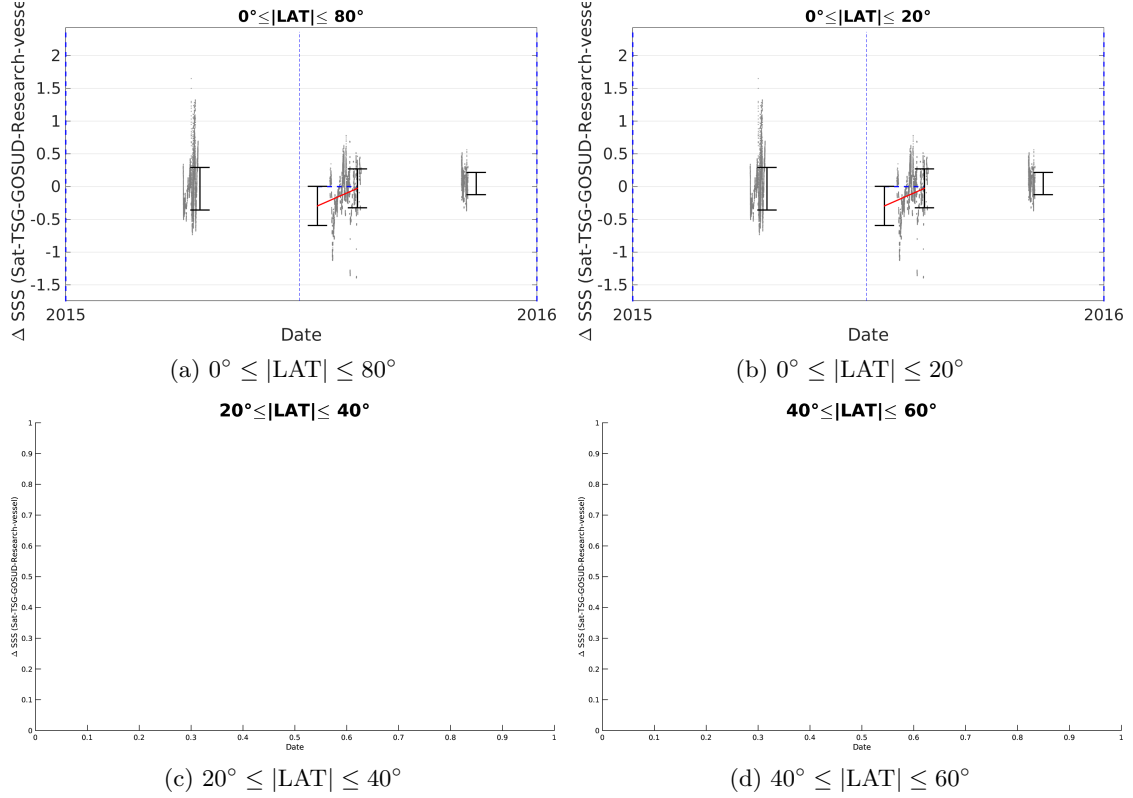 0°≤|LAT|≤ 80°
Δ SSS (Sat-TSG-GOSUD-Research-vesse
2
1.5
1
0.5
0
-0.5
-1
-1.5
2015
2016
Date
(a) 0° ≤ |LAT| ≤ 80°
0°≤|LAT|≤ 20°
Δ SSS (Sat-TSG-GOSUD-Research-vesse
2
1.5
1
0.5
0
-0.5
-1
-1.5
2015
2016
Date
(b) 0° ≤ |LAT| ≤ 20°
20°≤|LAT|≤ 40°
Δ SSS (Sat-TSG-GOSUD-Research-vessel)
1
0.9
0.8
0.7
0.6
0.5
0.4
0.3
0.2
0.1
0
0 0.1 0.2 0.3 0.4 0.5 0.6 0.7 0.8 0.9 1
Date
(c) 20° ≤ |LAT| ≤ 40°
40°≤|LAT|≤ 60°
Δ SSS (Sat-TSG-GOSUD-Research-vessel)
1
0.9
0.8
0.7
0.6
0.5
0.4
0.3
0.2
0.1
0
0 0.1 0.2 0.3 0.4 0.5 0.6 0.7 0.8 0.9 1
Date
(d) 40° ≤ |LAT| ≤ 60°